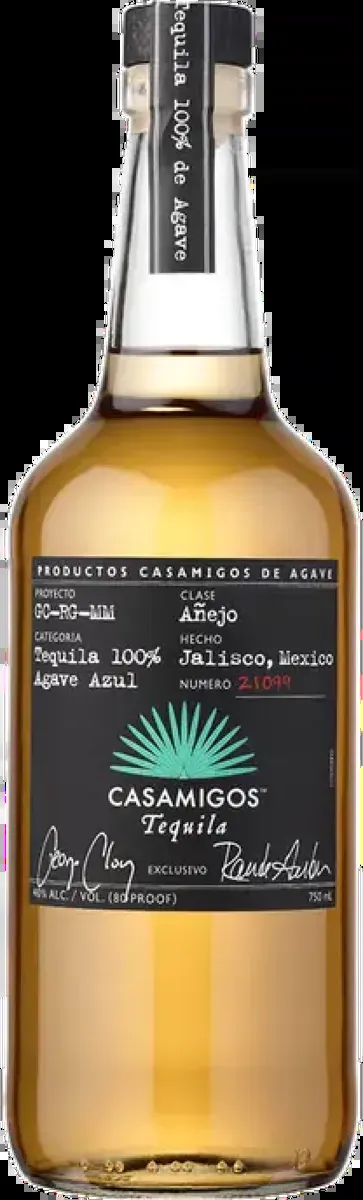 Tequila 100% de Agave
PRODUCTOS CASAMIGOS DE AGAVE
PROYECTO
GC-RG-MM
CLASE
Añejo
CATEGORIA
Tequila 100%
Agave Azul
HECHO
Jalisco, Mexico
NUMERO 21099
CASAMIGOS™
Tequila
EXCLUSIVO
40% ALC. / VOL. (80 PROOF)
750 mL